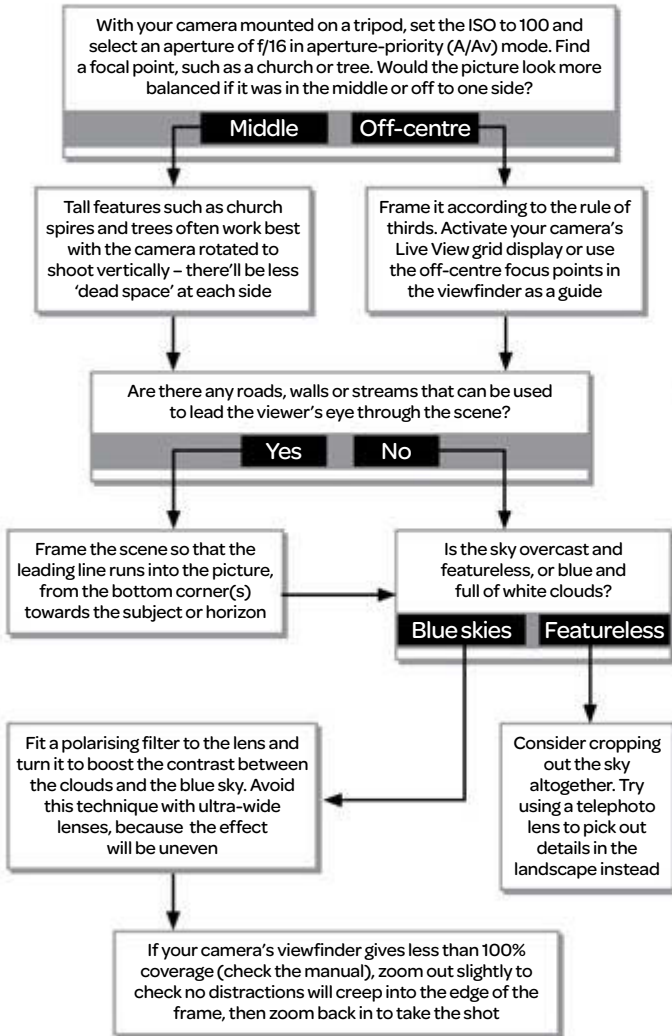 With your camera mounted on a tripod, set the ISO to 100 and
select an aperture of f/16 in aperture-priority (A/Av) mode. Find
a focal point, such as a church or tree. Would the picture look more
balanced if it was in the middle or off to one side?
Middle
Off-centre
Tall features such as church
spires and trees often work best
with the camera rotated to
shoot vertically – there'll be less
'dead space' at each side
Frame it according to the rule of
thirds. Activate your camera's
Live View grid display or use
the off-centre focus points in
the viewfinder as a guide
Are there any roads, walls or streams that can be used
to lead the viewer's eye through the scene?
Yes
No
Frame the scene so that the
leading line runs into the picture,
from the bottom corner(s)
towards the subject or horizon
Is the sky overcast and
featureless, or blue and
full of white clouds?
Blue skies
Featureless
Fit a polarising filter to the lens and
turn it to boost the contrast between
the clouds and the blue sky. Avoid
this technique with ultra-wide
lenses, because the effect
will be uneven
Consider cropping
out the sky
altogether. Try
using a telephoto
lens to pick out
details in the
landscape instead
If your camera's viewfinder gives less than 100%
coverage (check the manual), zoom out slightly to
check no distractions will creep into the edge of the
frame, then zoom back in to take the shot